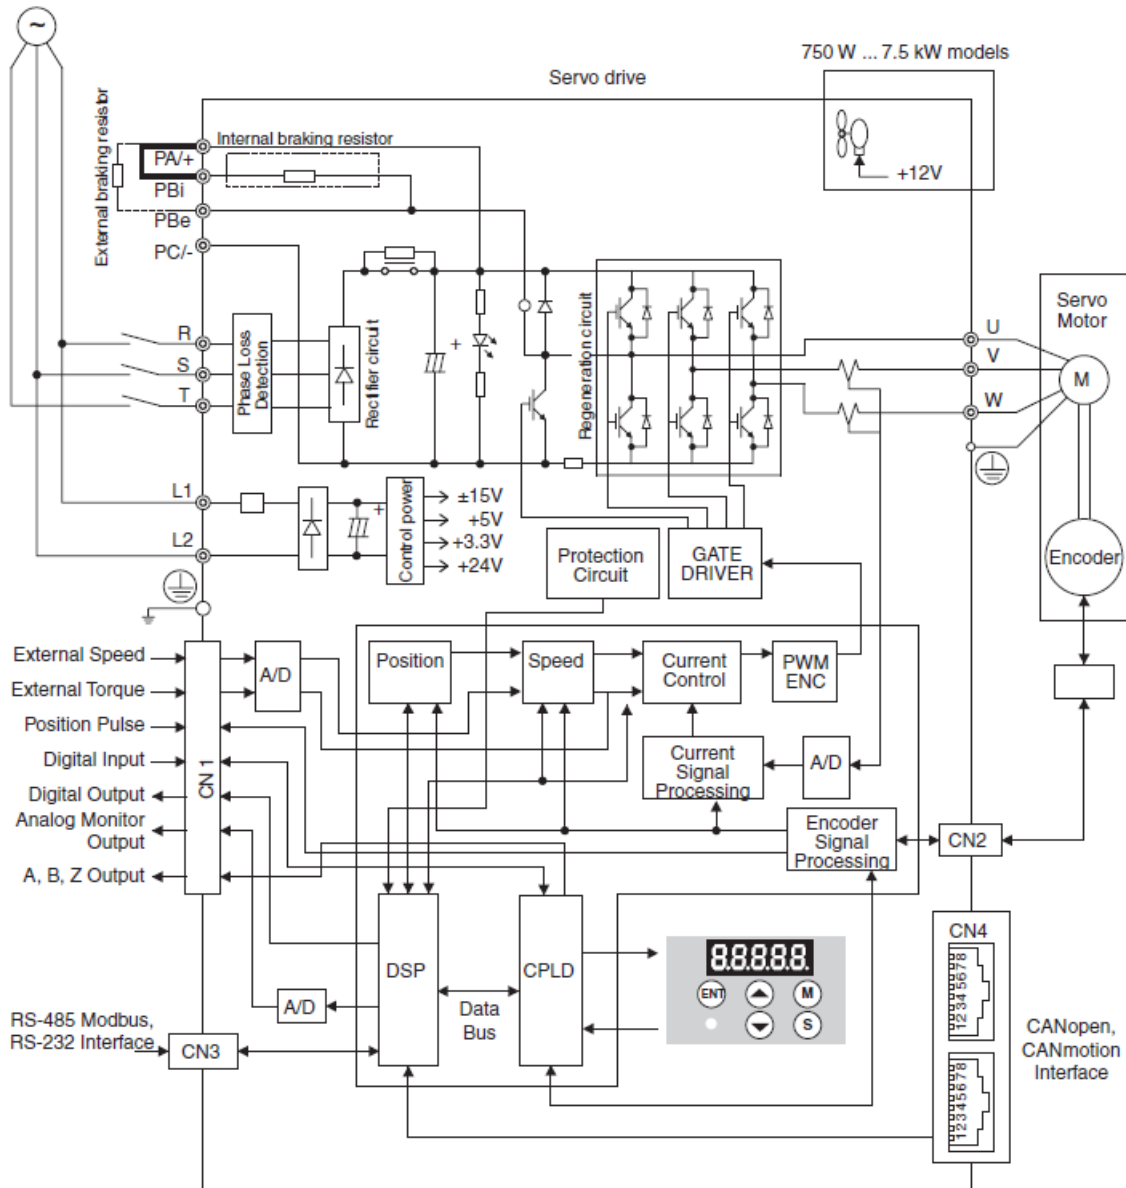 ~
750 W ... 7.5 kW models
Servo drive
+12V
External braking resistor
Internal braking resistor
PA/+
PBi
PBe
PC/-
R
S
T
Phase Loss
Detection
Rectifier circuit
+
Regeneration circuit
U
V
W
Servo
Motor
M
Encoder
L1
L2
+
Control power
±15V
+5V
+3.3V
+24V
Protection
Circuit
GATE
DRIVER
External Speed
External Torque
Position Pulse
Digital Input
Digital Output
Analog Monitor
Output
A, B, Z Output
CN 1
A/D
Position
Speed
Current
Control
PWM
ENC
Current
Signal
Processing
A/D
Encoder
Signal
Processing
CN2
DSP
CPLD
Data
Bus
A/D
RS-485 Modbus,
RS-232 Interface
CN3
8.8.8.8.8.
ENT
M
S
CN4
12345678
12345678
CANopen,
CANmotion
Interface